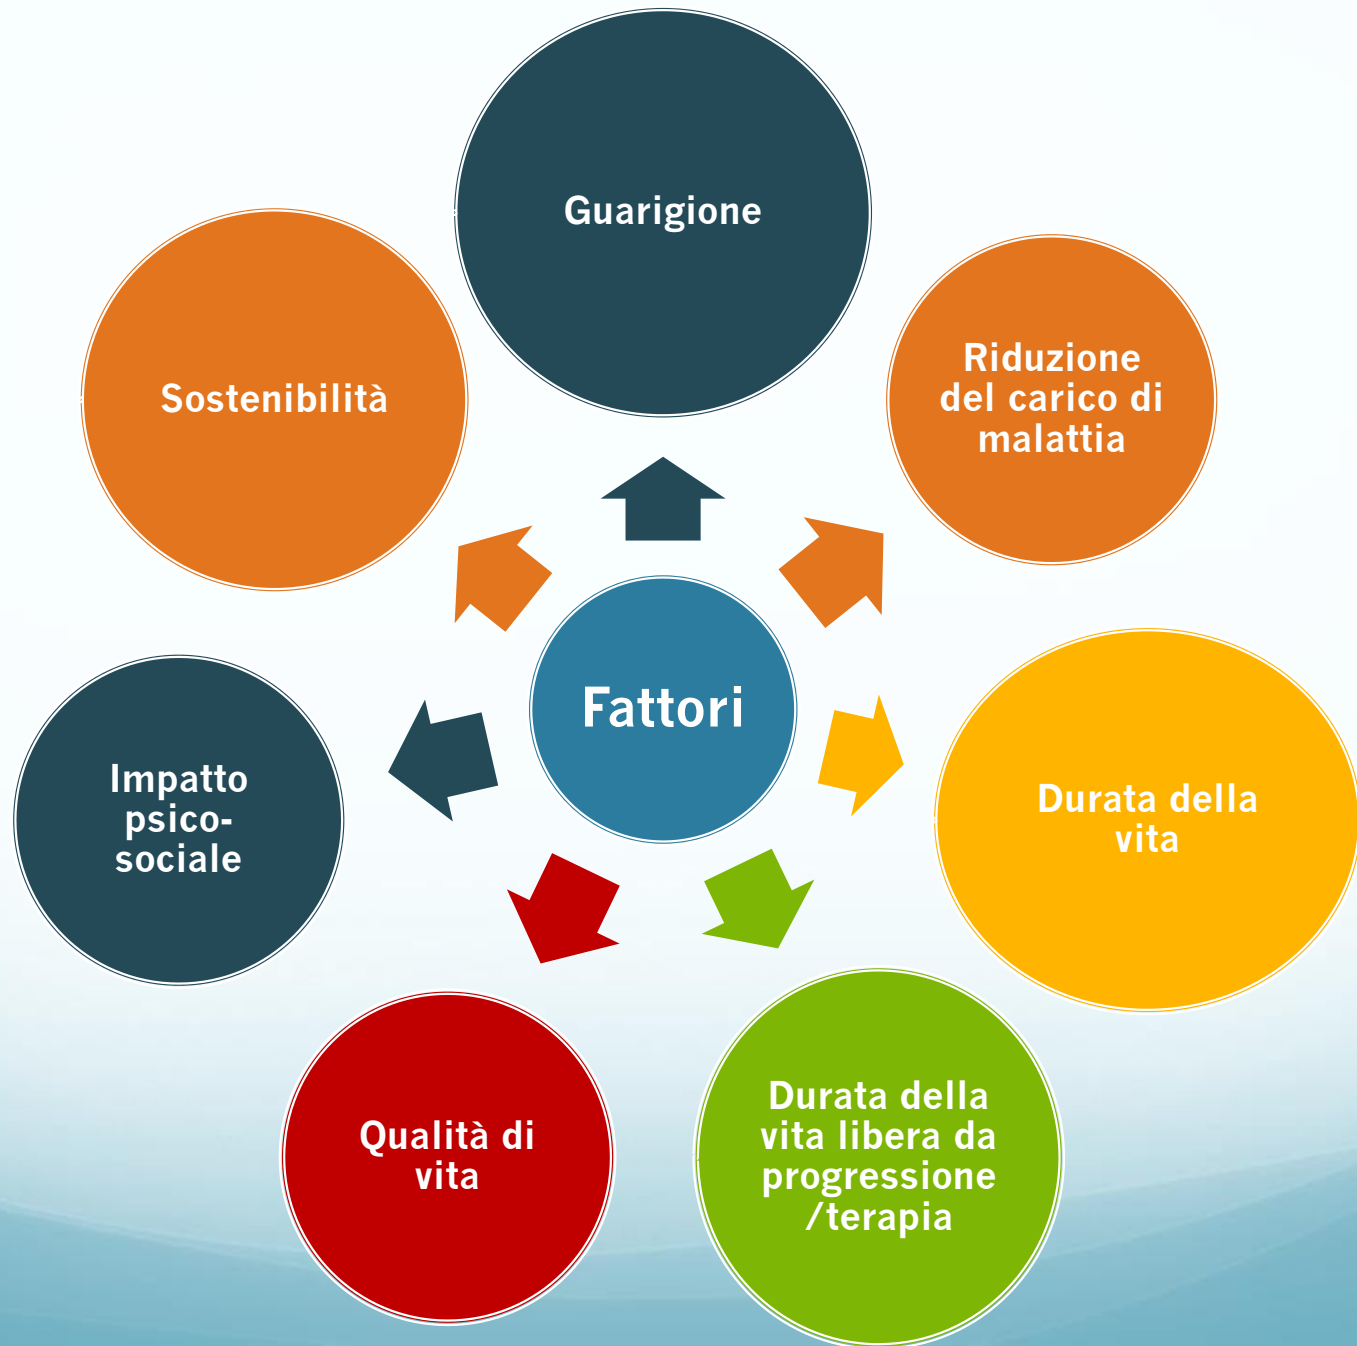 Guarigione
Riduzione
del carico di
malattia
Durata della
vita
Durata della
vita libera da
progressione
/terapia
Qualità di
vita
Impatto
psico-
sociale
Sostenibilità
Fattori